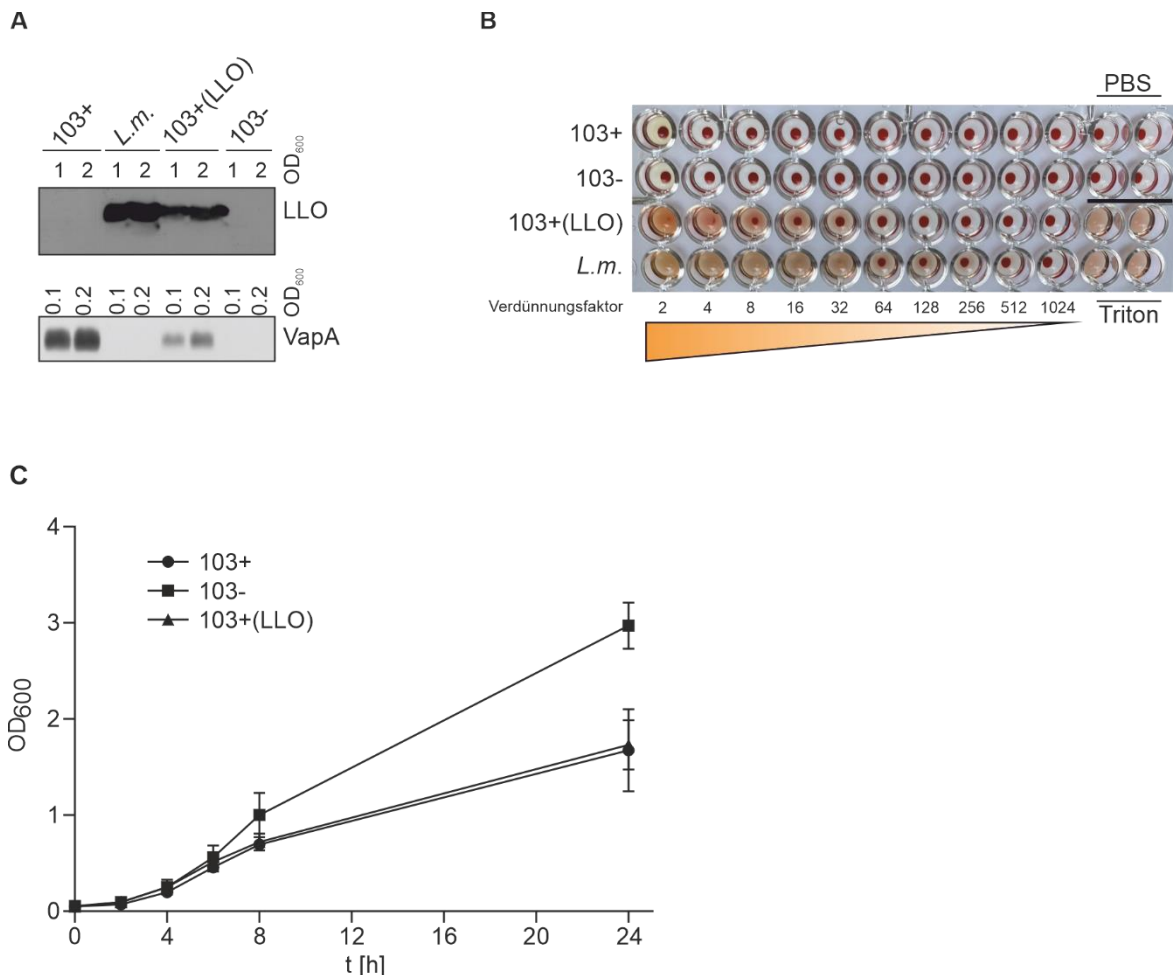 A
103+ L.m. 103+(LLO) 103-
1 2 1 2 1 2 1 2 OD600
LLO
0.1 0.2 0.1 0.2 0.1 0.2 0.1 0.2 OD600
VapA
B
PBS
103+
103-
103+(LLO)
L.m.
Verdünnungsfaktor 2 4 8 16 32 64 128 256 512 1024 Triton
C
4
3
2
1
0
OD600
103+
103-
103+(LLO)
0 4 8 12 16 20 24
t [h]